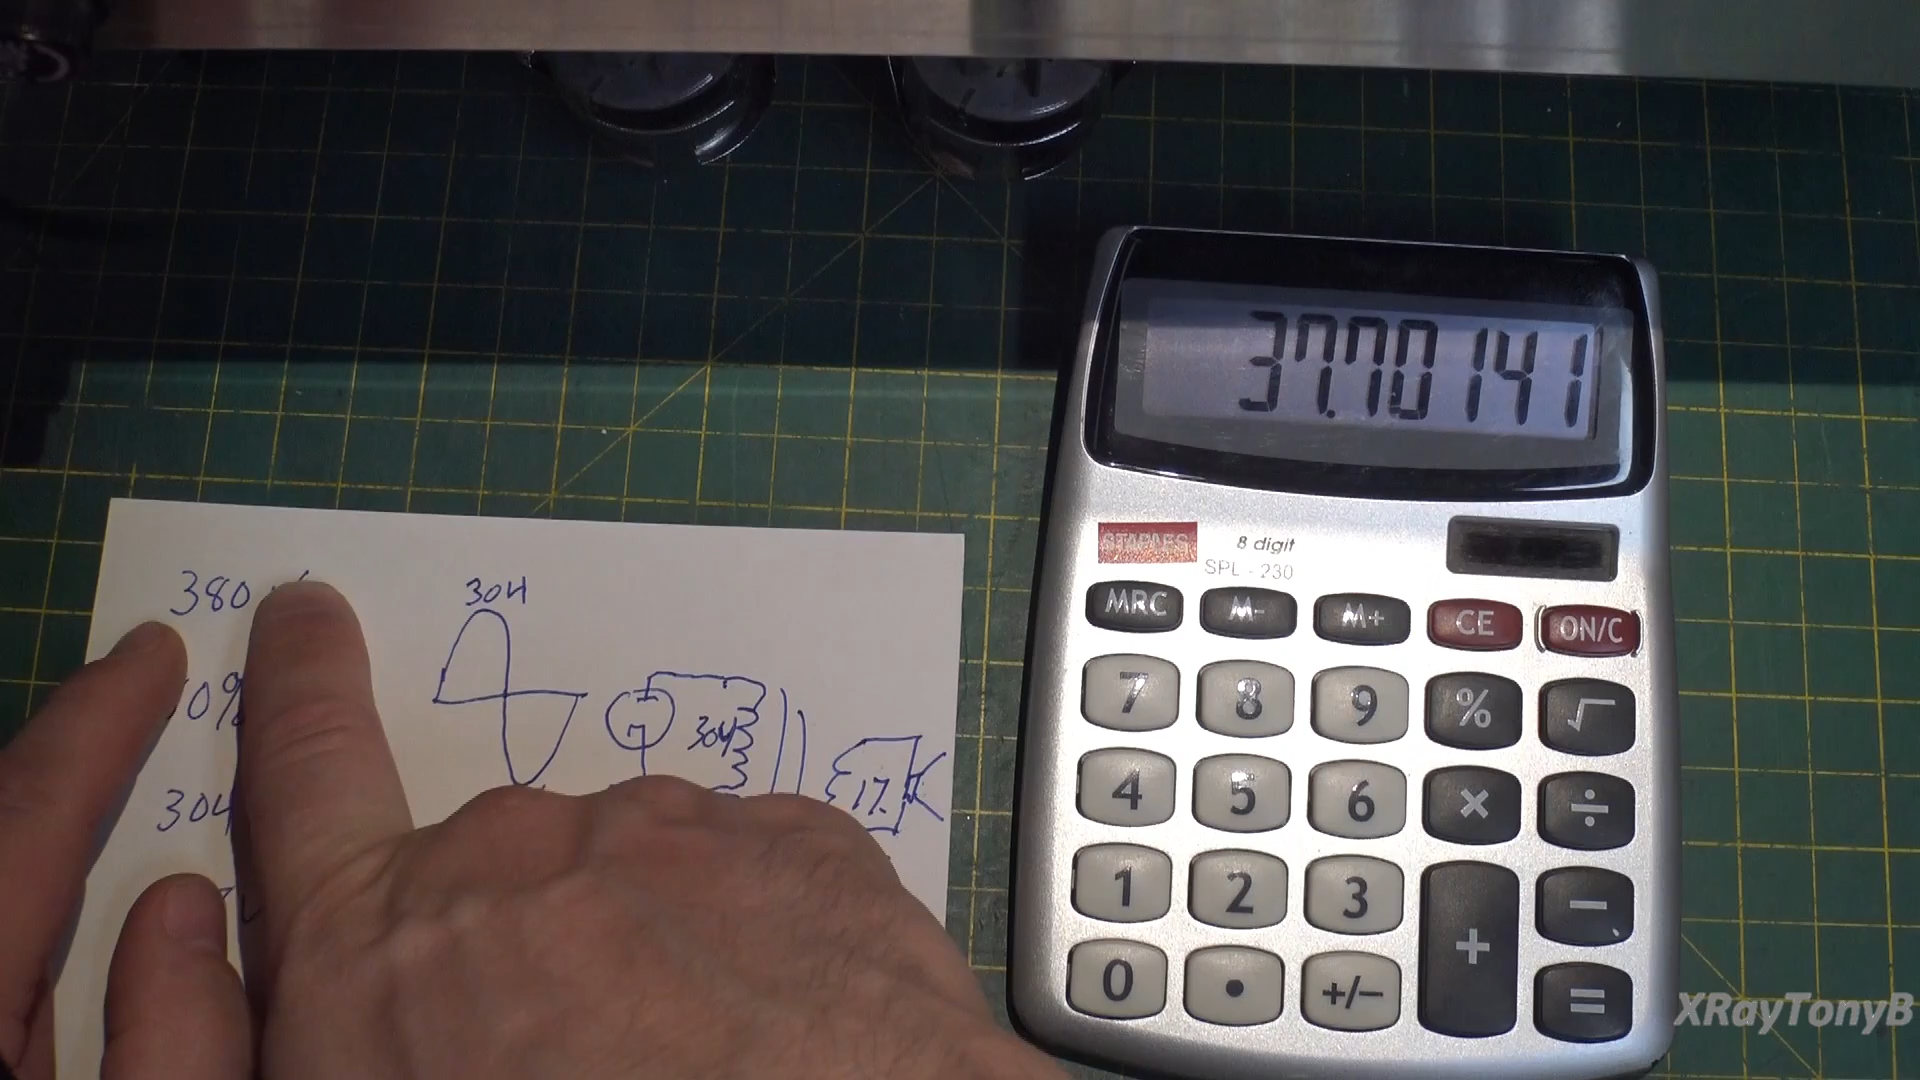 37.70141
STAPLES
8 digit
SPL - 230
MRC M- M+ CE ON/C
7 8 9 % √
4 5 6 × ÷
1 2 3 + −
0 . +/− =
380
304
304
304
17.
XRayTonyB